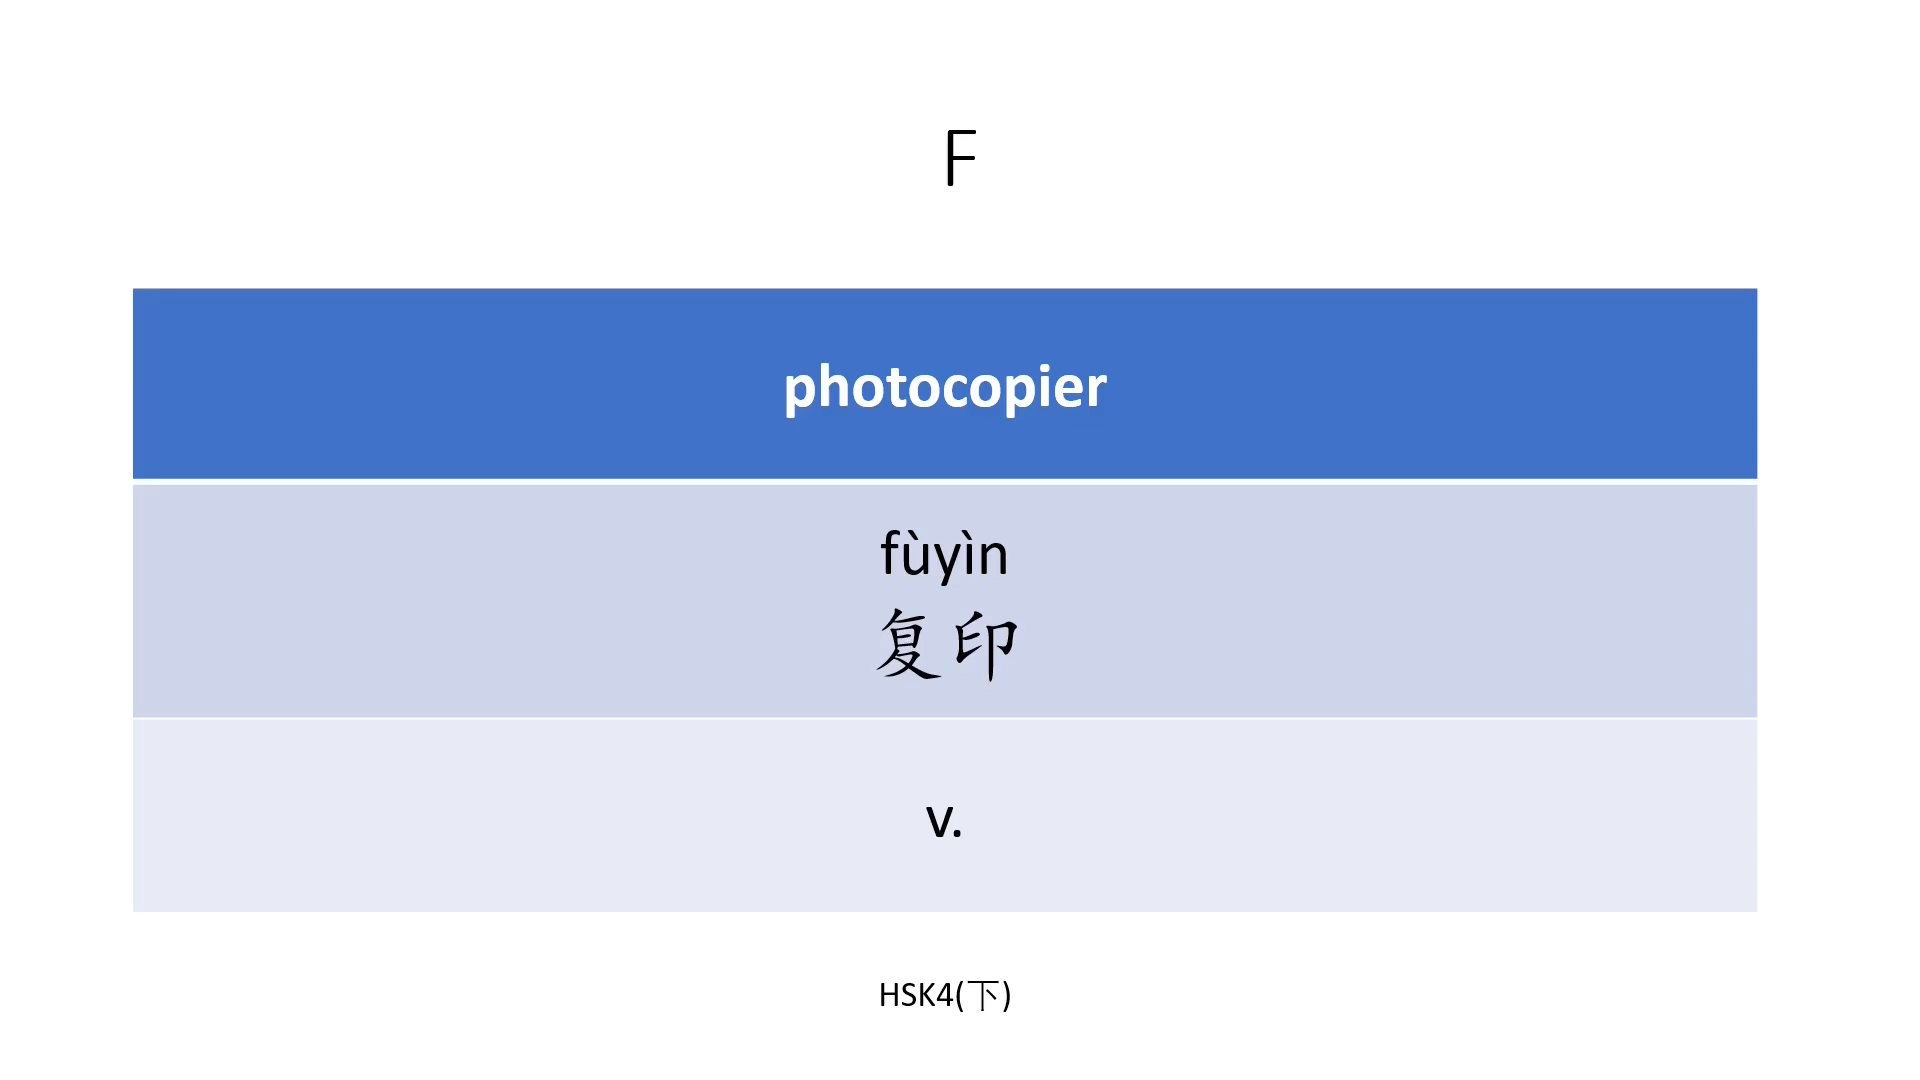 F
photocopier
fùyìn
复印
v.
HSK4(下)